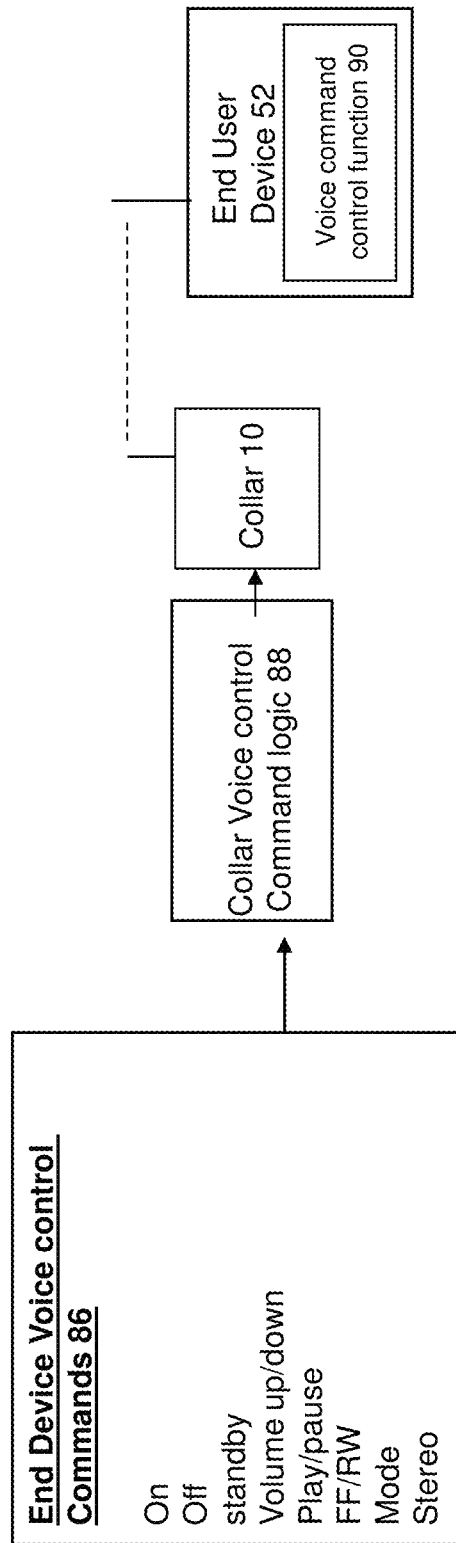 End Device Voice control
Commands 86
On
Off
standby
Volume up/down
Play/pause
FF/RW
Mode
Stereo
Collar Voice control
Command logic 88
Collar 10
End User
Device 52
Voice command
control function 90